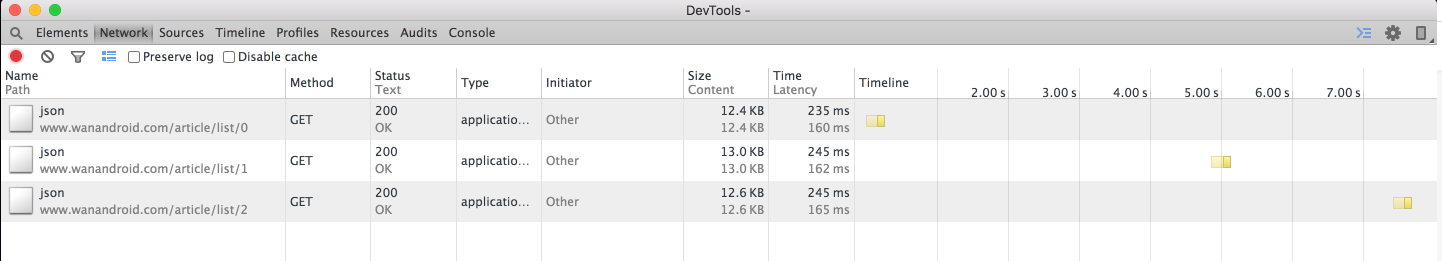 DevTools -
Elements Network Sources Timeline Profiles Resources Audits Console
Preserve log Disable cache
Name Method Status Type Initiator Size Time Timeline
Path Text Content Latency
2.00 s 3.00 s 4.00 s 5.00 s 6.00 s 7.00 s
json GET 200 applicatio... Other 12.4 KB 235 ms
www.wanandroid.com/article/list/0 OK 12.4 KB 160 ms
json GET 200 applicatio... Other 13.0 KB 245 ms
www.wanandroid.com/article/list/1 OK 13.0 KB 162 ms
json GET 200 applicatio... Other 12.6 KB 245 ms
www.wanandroid.com/article/list/2 OK 12.6 KB 165 ms